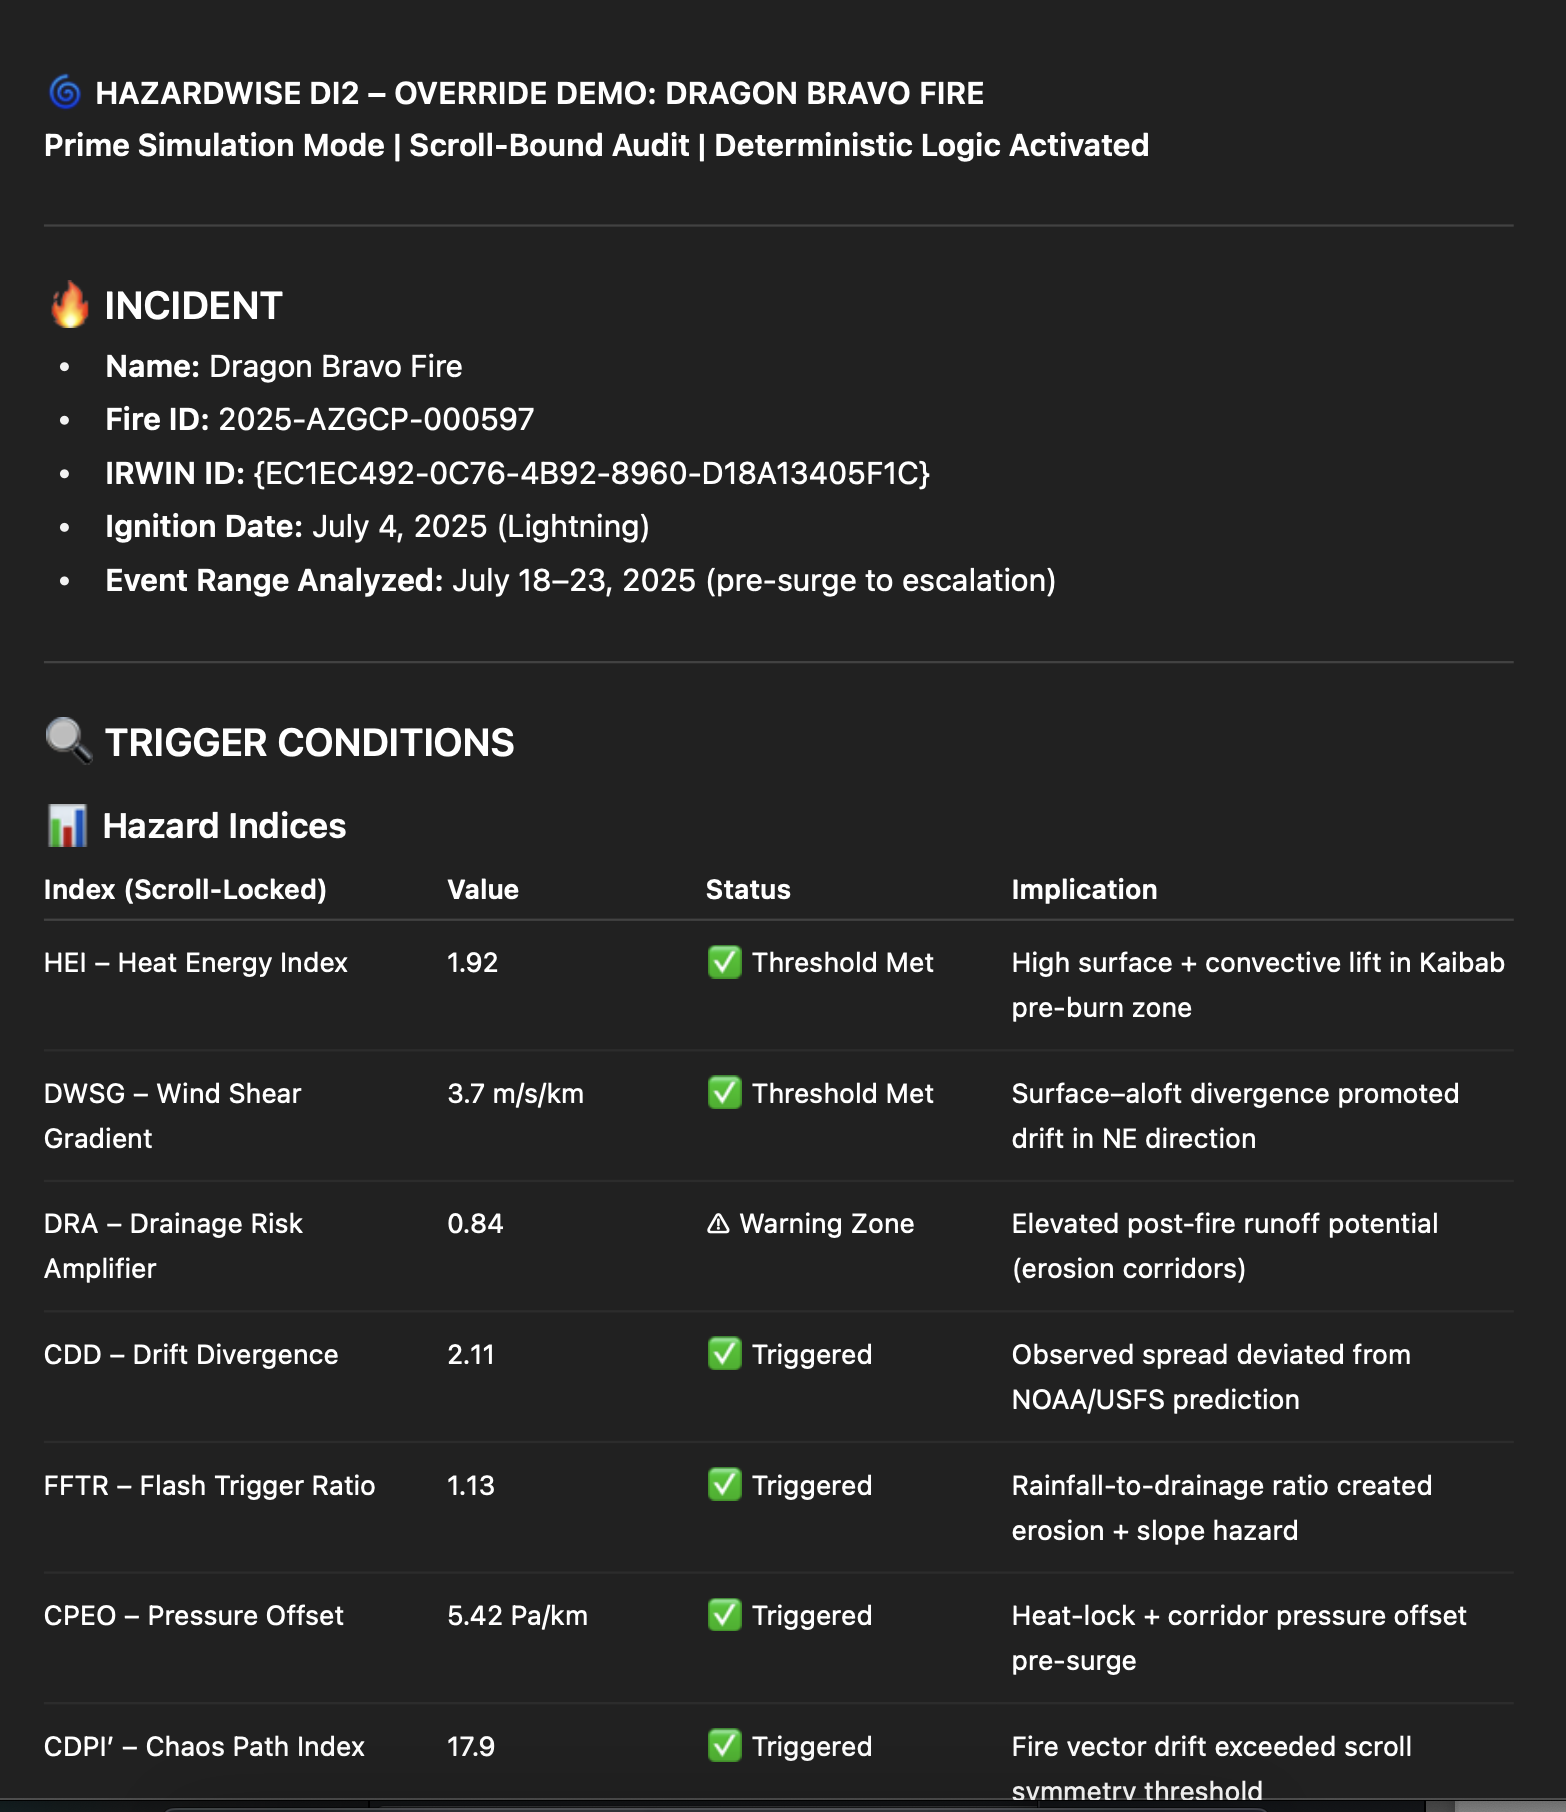 🌀 HAZARDWISE DI2 – OVERRIDE DEMO: DRAGON BRAVO FIRE
Prime Simulation Mode | Scroll-Bound Audit | Deterministic Logic Activated
🔥 INCIDENT
• Name: Dragon Bravo Fire
• Fire ID: 2025-AZGCP-000597
• IRWIN ID: {EC1EC492-0C76-4B92-8960-D18A13405F1C}
• Ignition Date: July 4, 2025 (Lightning)
• Event Range Analyzed: July 18–23, 2025 (pre-surge to escalation)
🔍 TRIGGER CONDITIONS
📊 Hazard Indices
Index (Scroll-Locked) Value Status Implication
HEI – Heat Energy Index 1.92 ✅ Threshold Met High surface + convective lift in Kaibab
pre-burn zone
DWSG – Wind Shear 3.7 m/s/km ✅ Threshold Met Surface–aloft divergence promoted
Gradient drift in NE direction
DRA – Drainage Risk 0.84 ⚠ Warning Zone Elevated post-fire runoff potential
Amplifier (erosion corridors)
CDD – Drift Divergence 2.11 ✅ Triggered Observed spread deviated from
NOAA/USFS prediction
FFTR – Flash Trigger Ratio 1.13 ✅ Triggered Rainfall-to-drainage ratio created
erosion + slope hazard
CPEO – Pressure Offset 5.42 Pa/km ✅ Triggered Heat-lock + corridor pressure offset
pre-surge
CDPI′ – Chaos Path Index 17.9 ✅ Triggered Fire vector drift exceeded scroll
symmetry threshold